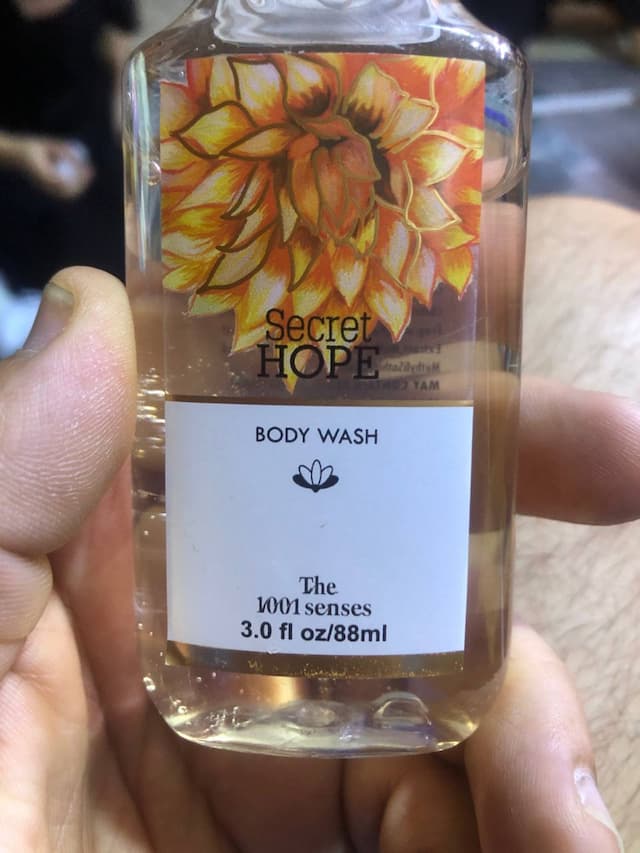 Secret
HOPE
BODY WASH
The
1001 senses
3.0 fl oz/88ml